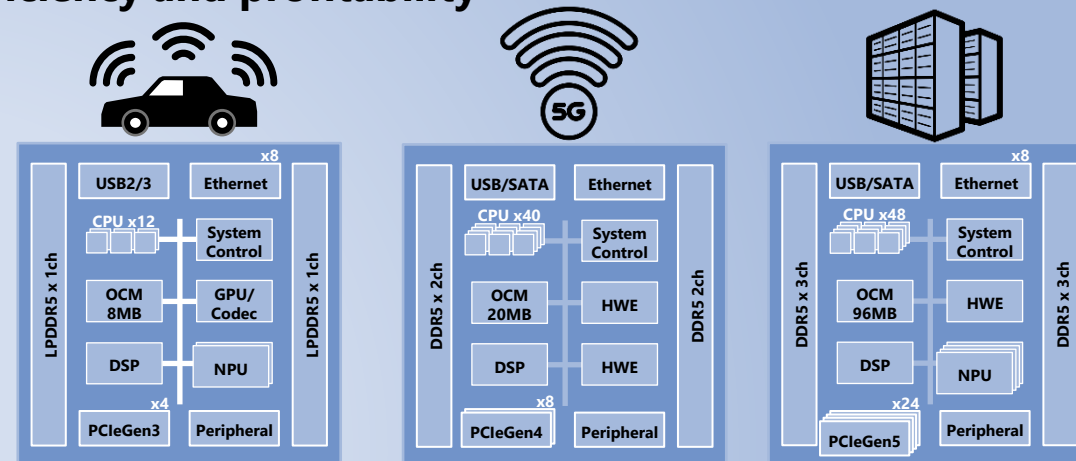 ciency and profitability
5G
x8
USB2/3
Ethernet
CPU x12
System
Control
LPDDR5 x 1ch
OCM
8MB
GPU/
Codec
LPDDR5 x 1ch
DSP
NPU
x4
PCIeGen3
Peripheral
USB/SATA
Ethernet
CPU x40
System
Control
DDR5 x 2ch
OCM
20MB
HWE
DDR5 2ch
DSP
HWE
x8
PCIeGen4
Peripheral
x8
USB/SATA
Ethernet
CPU x48
System
Control
DDR5 x 3ch
OCM
96MB
HWE
DDR5 x 3ch
DSP
NPU
x24
PCIeGen5
Peripheral